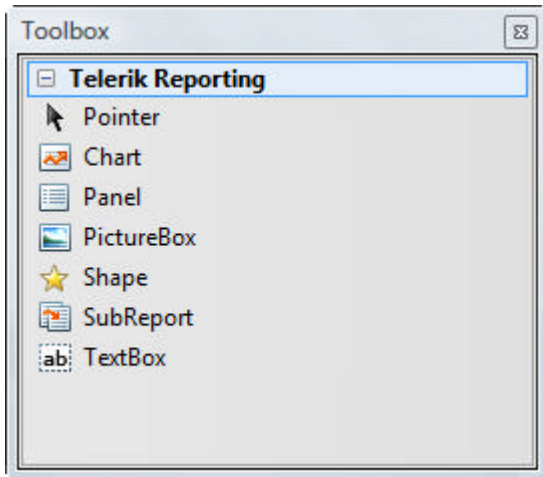 Toolbox
Telerik Reporting
Pointer
Chart
Panel
PictureBox
Shape
SubReport
ab TextBox